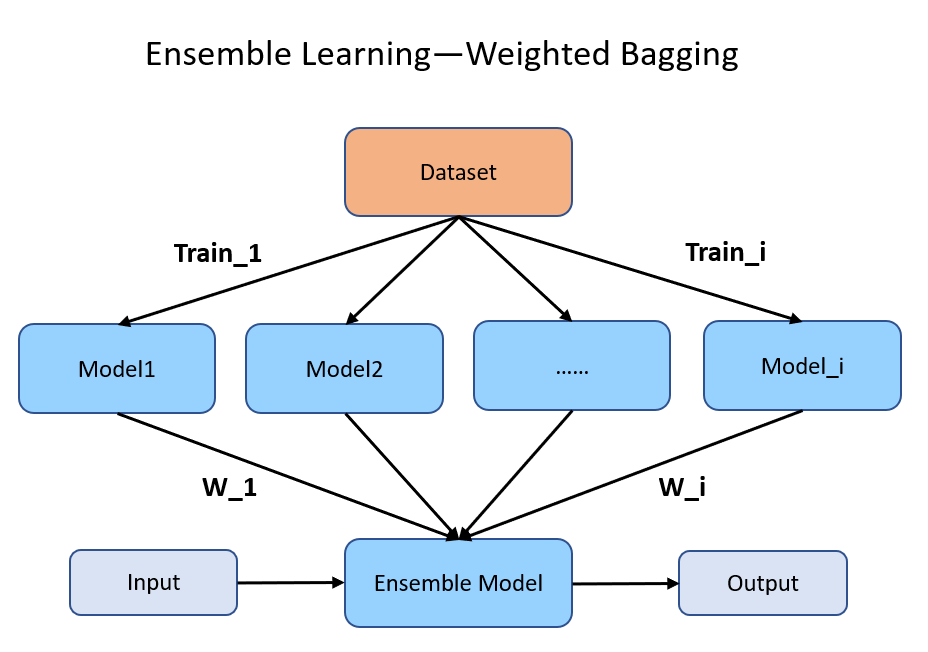 Ensemble Learning—Weighted Bagging
Dataset
Train_1
Train_i
Model1
Model2
......
Model_i
W_1
W_i
Input
Ensemble Model
Output